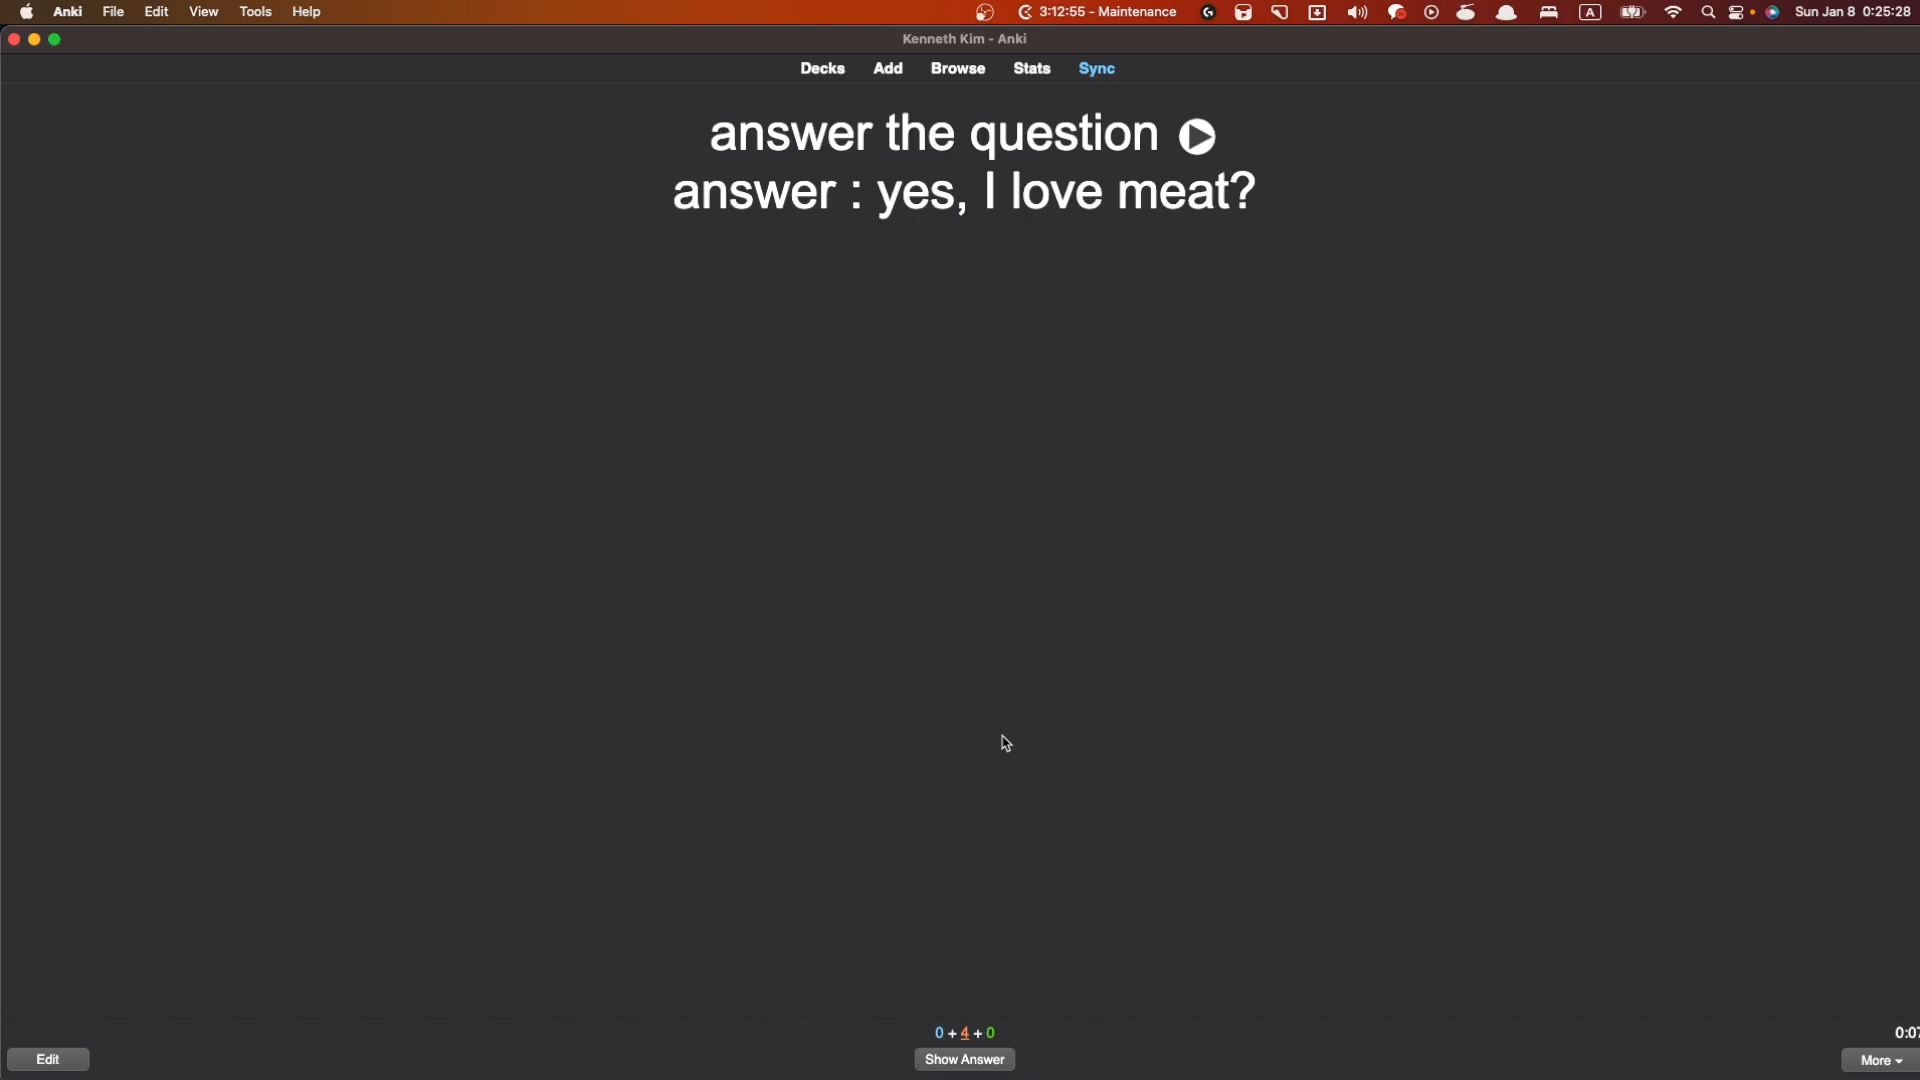 Anki File Edit View Tools Help 3:12:55 - Maintenance A Sun Jan 8 0:25:28
Kenneth Kim - Anki
Decks Add Browse Stats Sync
answer the question
answer : yes, I love meat?
0 + 4 + 0
0:07
Edit Show Answer More